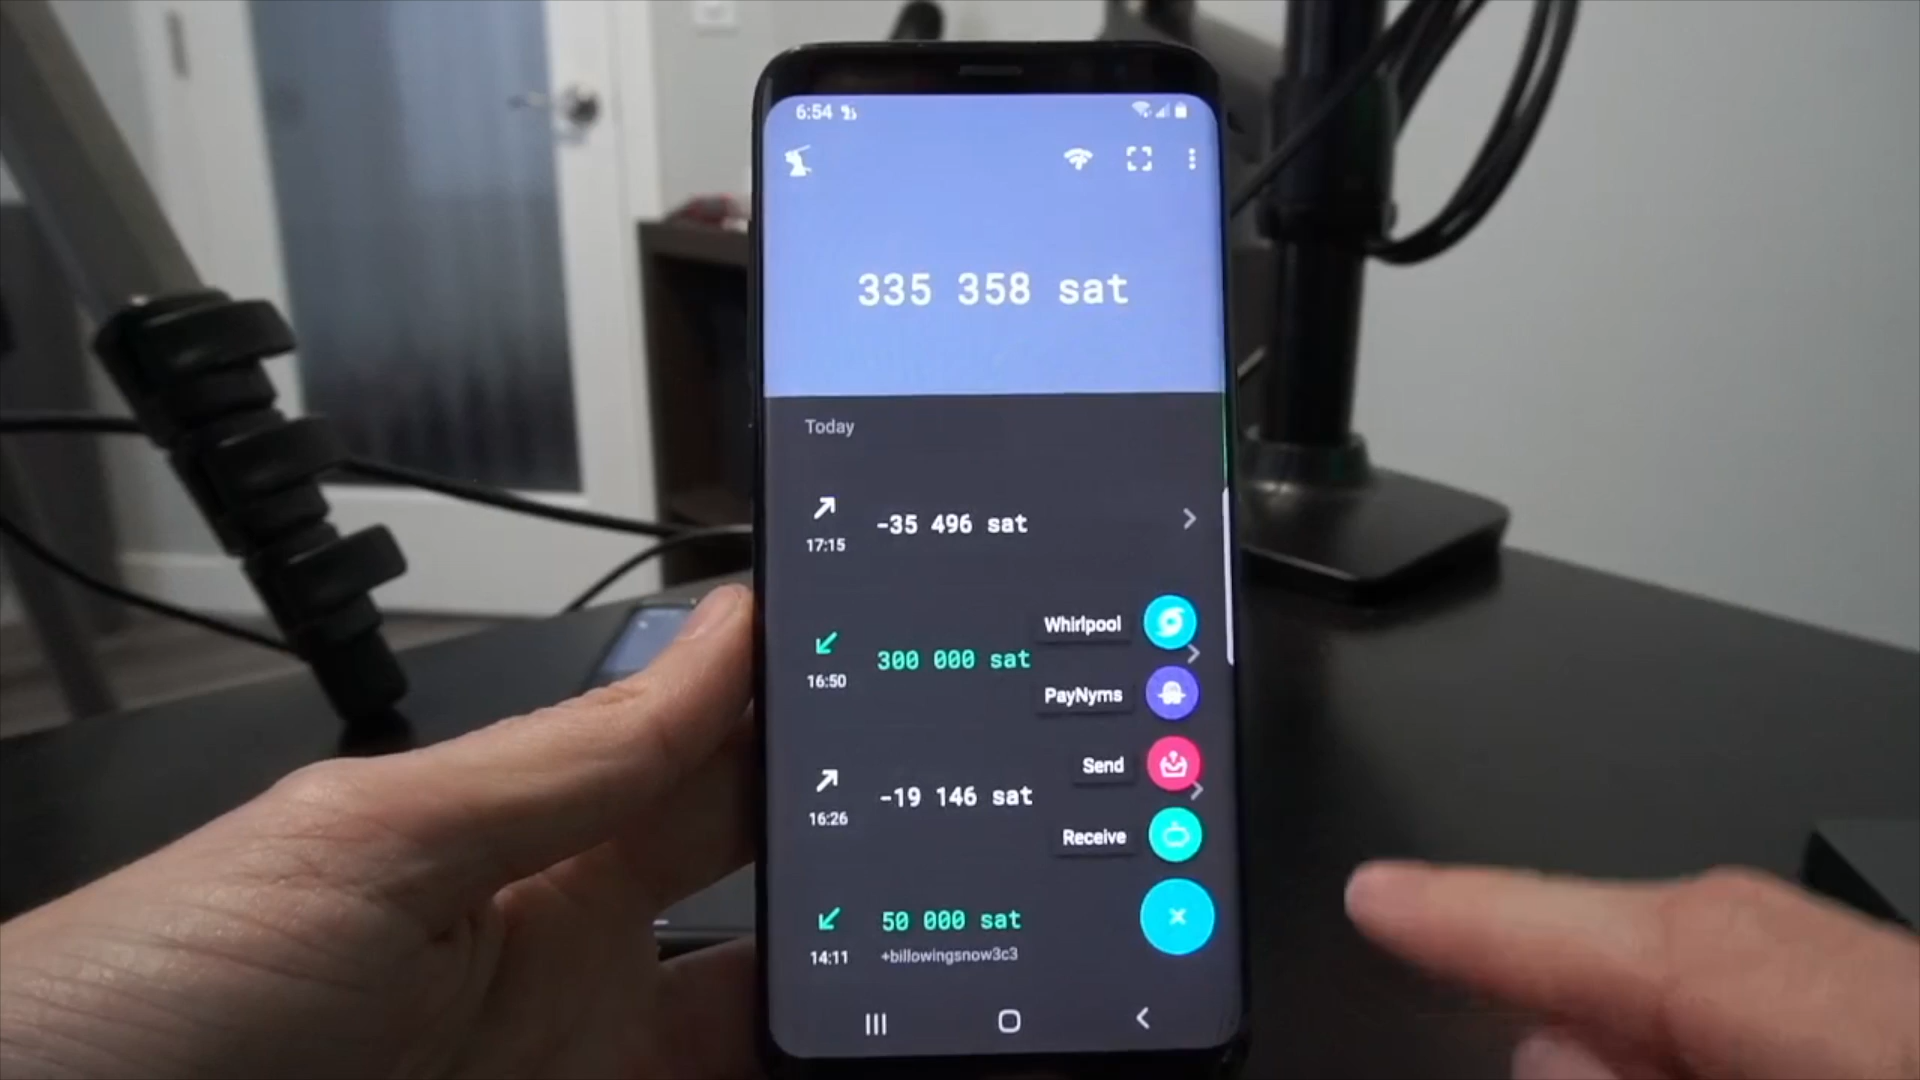 6:54
335 358 sat
Today
-35 496 sat
17:15
Whirlpool
300 000 sat
16:50
PayNyms
Send
-19 146 sat
16:26
Receive
50 000 sat
14:11
+billowingsnow3c3